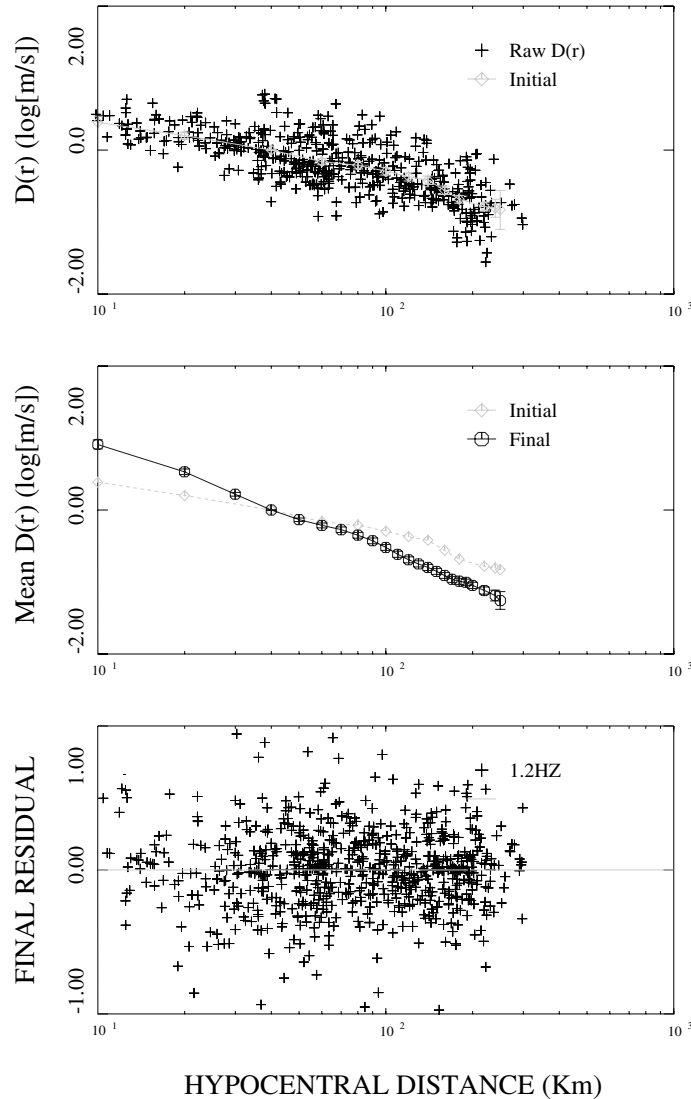 D(r) (log[m/s])
2.00
0.0
-2.00
Raw D(r)
Initial
10 1
10 2
10 3
Mean D(r) (log[m/s])
2.00
0.00
-2.00
Initial
Final
10 1
10 2
10 3
FINAL RESIDUAL
1.00
0.00
-1.00
1.2HZ
10 1
10 2
10 3
HYPOCENTRAL DISTANCE (Km)